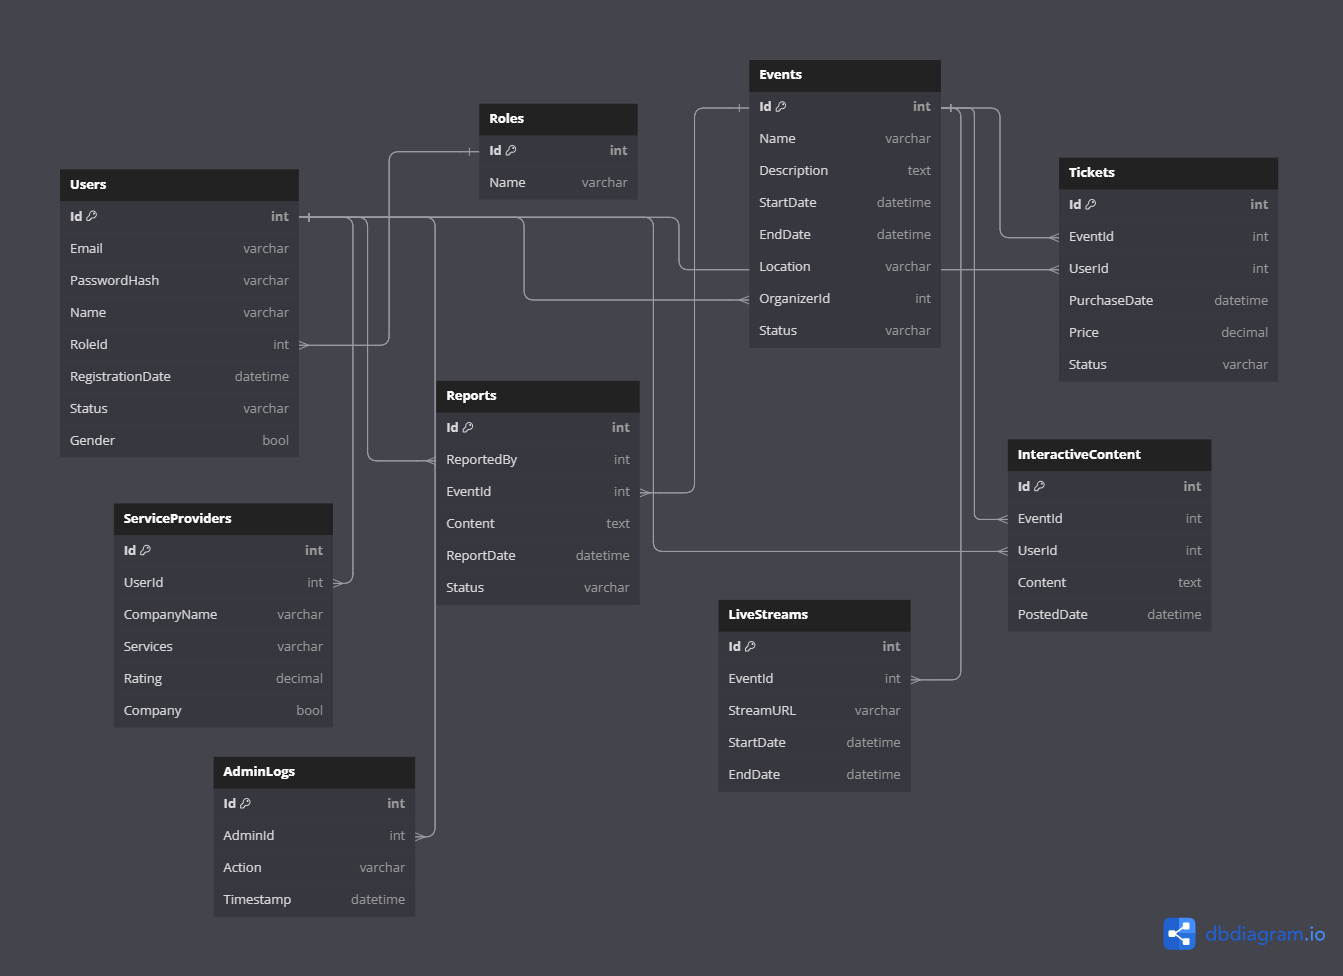 Events
Id int
Name varchar
Description text
StartDate datetime
EndDate datetime
Location varchar
OrganizerId int
Status varchar
Roles
Id int
Name varchar
Tickets
Id int
EventId int
UserId int
PurchaseDate datetime
Price decimal
Status varchar
Users
Id int
Email varchar
PasswordHash varchar
Name varchar
RoleId int
RegistrationDate datetime
Status varchar
Gender bool
Reports
Id int
ReportedBy int
EventId int
Content text
ReportDate datetime
Status varchar
InteractiveContent
Id int
EventId int
UserId int
Content text
PostedDate datetime
ServiceProviders
Id int
UserId int
CompanyName varchar
Services varchar
Rating decimal
Company bool
LiveStreams
Id int
EventId int
StreamURL varchar
StartDate datetime
EndDate datetime
AdminLogs
Id int
AdminId int
Action varchar
Timestamp datetime
dbdiagram.io